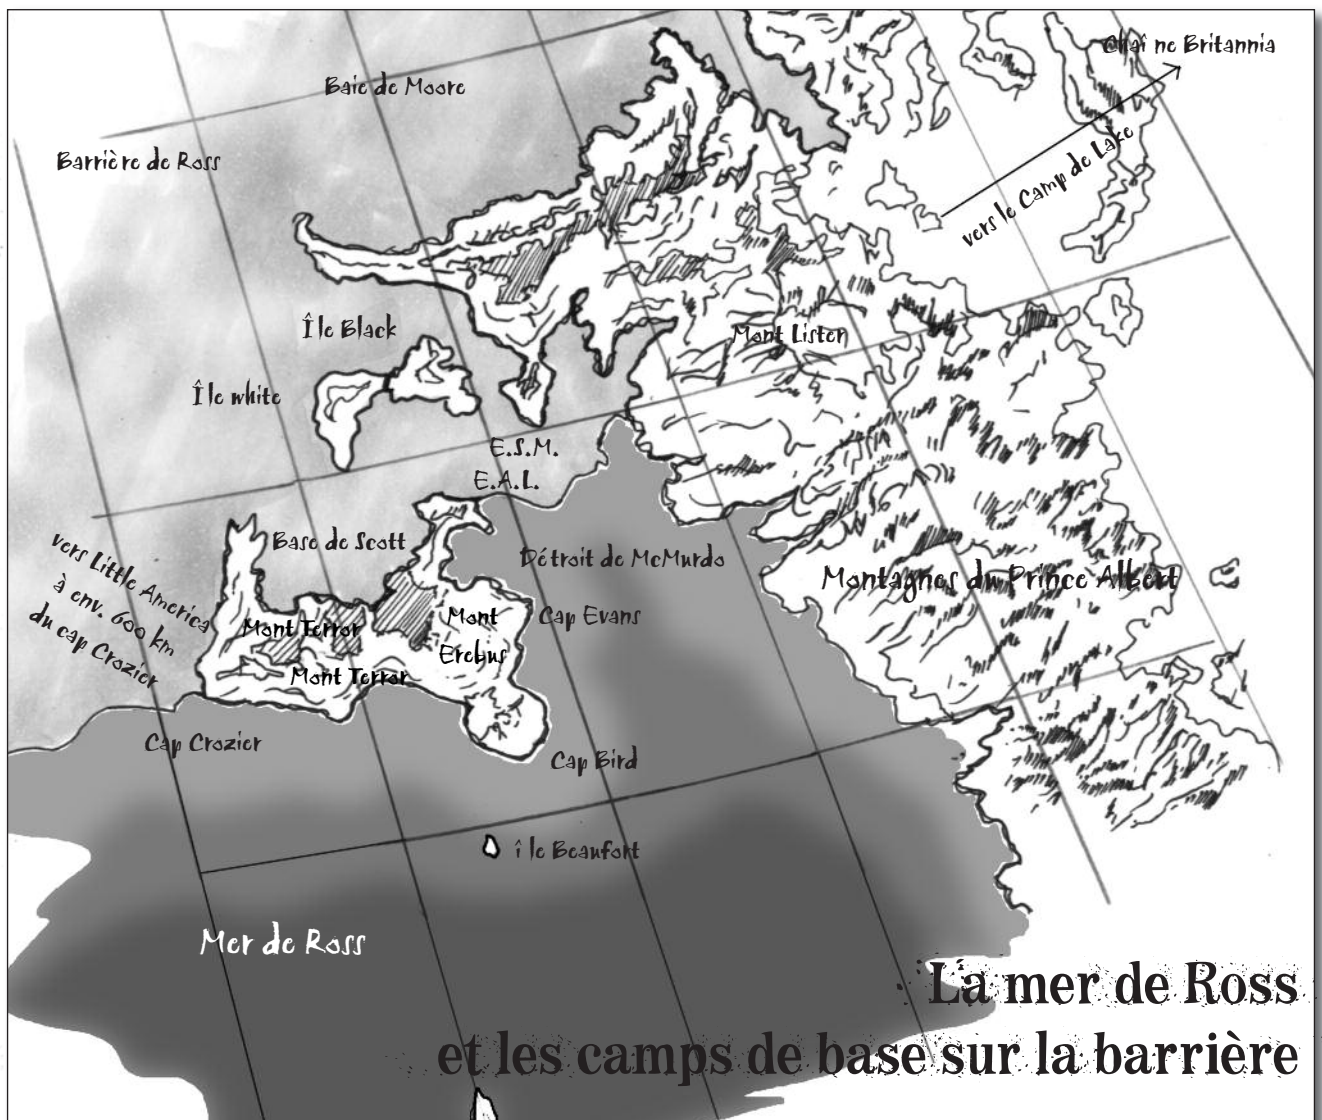 Chaîne Britannia
Baie de Moore
Barrière de Ross
vers le Camp de Lake
Île Black
Mont Lister
Île white
E.S.M.
E.A.L.
Base de Scott
Détroit de McMurdo
vers Little America
à env. 600 km
du cap Crozier
Montagnes du Prince Albert
Cap Evans
Mont
Erebus
Mont Terror
Mont Terror
Cap Crozier
Cap Bird
île Beaufort
Mer de Ross
La mer de Ross
et les camps de base sur la barrière